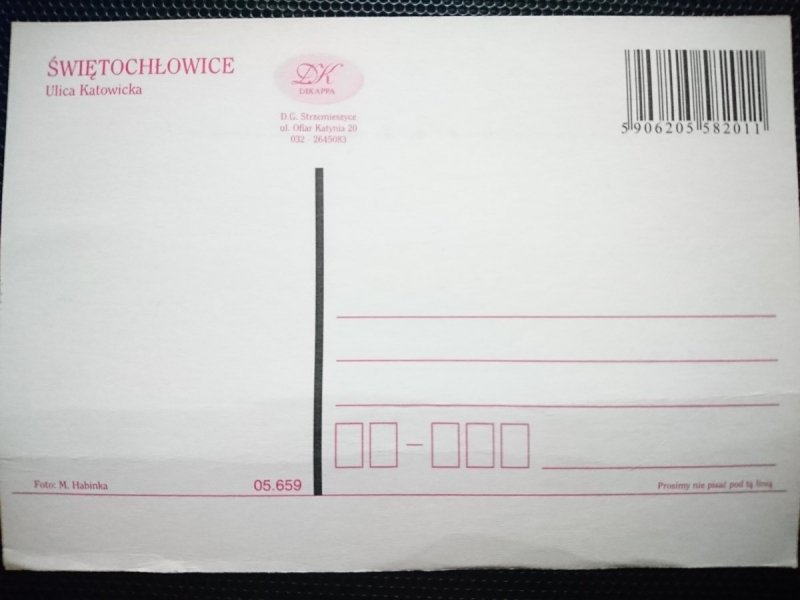 ŚWIĘTOCHŁOWICE
Ulica Katowicka
DK
DEKAPPA
D.G. Strzemieszyce
ul. Ofiar Katynia 20
032 - 2645083
5 906205 582011
Foto: M. Habinka
05.659
Prosimy nie pisać pod tą linią